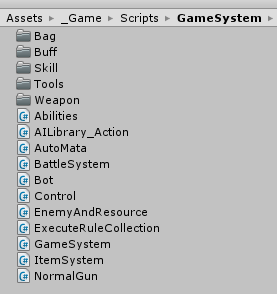 Assets ▸ _Game ▸ Scripts ▸ GameSystem ▸
Bag
Buff
Skill
Tools
Weapon
Abilities
AILibrary_Action
AutoMata
BattleSystem
Bot
Control
EnemyAndResource
ExecuteRuleCollection
GameSystem
ItemSystem
NormalGun